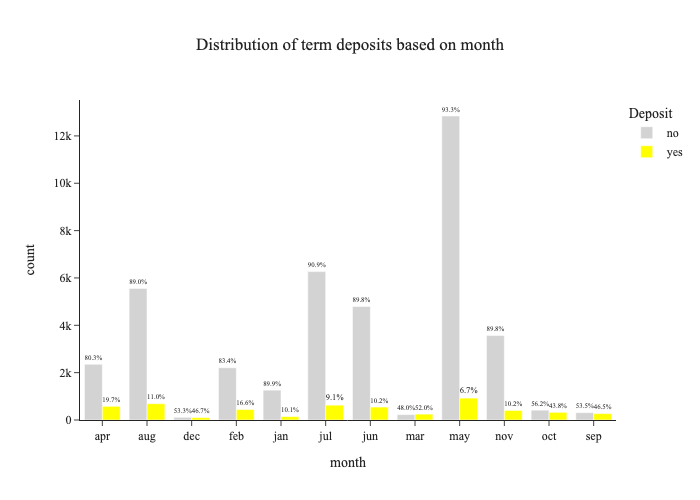 Distribution of term deposits based on month
Deposit
no
yes
count
12k
10k
8k
6k
4k
2k
0
80.3% 19.7%
89.0% 11.0%
53.3% 46.7%
83.4% 16.6%
89.9% 10.1%
90.9% 9.1%
89.8% 10.2%
48.0% 52.0%
93.3% 6.7%
89.8% 10.2%
56.2% 43.8%
53.5% 46.5%
apr aug dec feb jan jul jun mar may nov oct sep
month